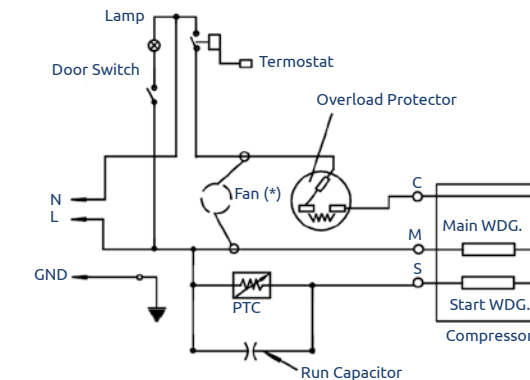 Lamp
Termostat
Door Switch
Overload Protector
C
N
Fan (*)
L
M
Main WDG.
S
GND
PTC
Start WDG.
Compressor
Run Capacitor